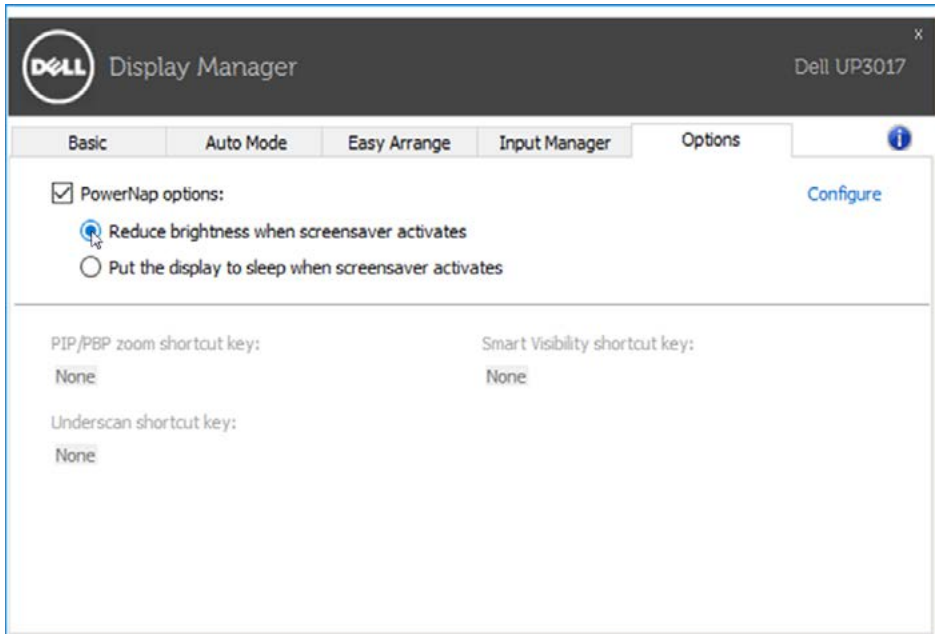 x
DELL Display Manager Dell UP3017
Basic Auto Mode Easy Arrange Input Manager Options i
PowerNap options: Configure
Reduce brightness when screensaver activates
Put the display to sleep when screensaver activates
PIP/PBP zoom shortcut key: Smart Visibility shortcut key:
None None
Underscan shortcut key:
None